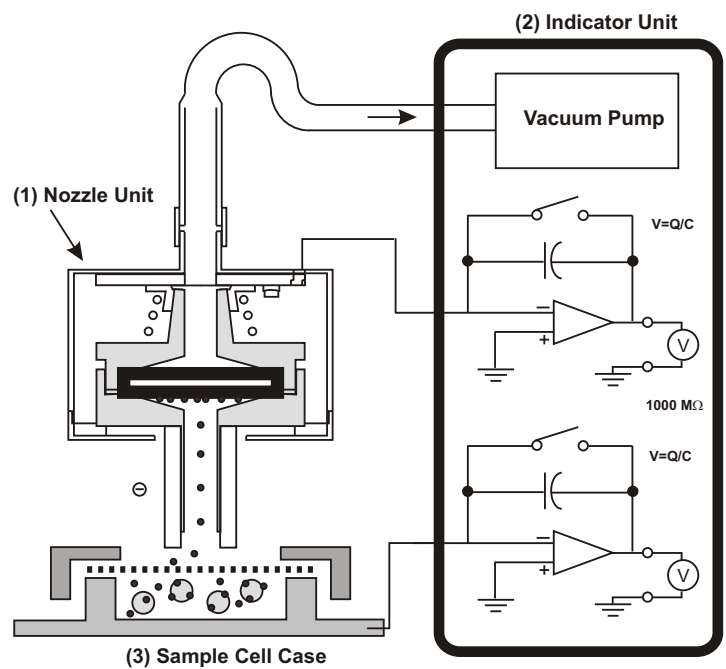 (2) Indicator Unit
Vacuum Pump
(1) Nozzle Unit
V=Q/C
−
+
V
1000 MΩ
V=Q/C
−
+
V
⊖
(3) Sample Cell Case